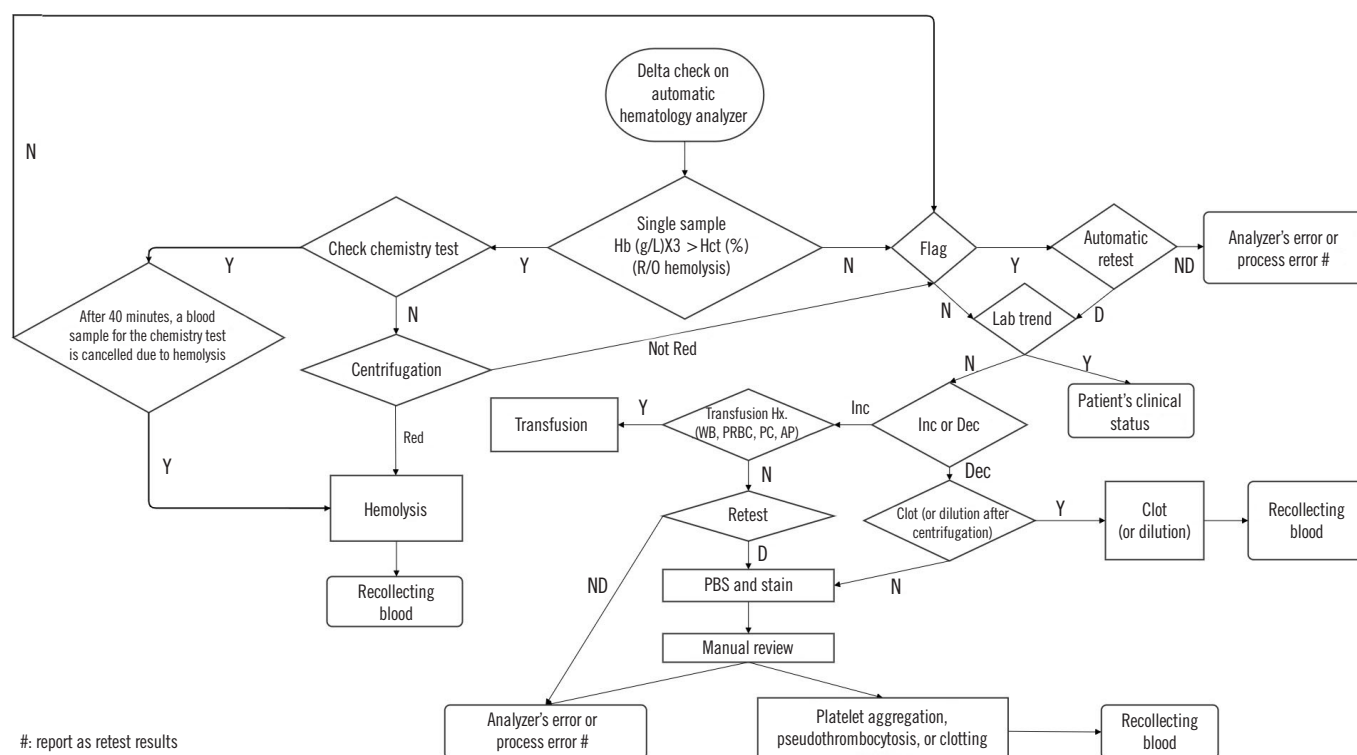 Delta check on
automatic
hematology analyzer
N
Single sample
Hb (g/L)X3 >Hct (%)
(R/O hemolysis)
Check chemistry test
Flag
Automatic
retest
Analyzer's error or
process error #
Y
Y
N
Y
ND
After 40 minutes, a blood
sample for the chemistry test
is cancelled due to hemolysis
N
N
D
Lab trend
Centrifugation
Not Red
N
Y
Patient's clinical
status
Transfusion
Y
Transfusion Hx.
(WB, PRBC, PC, AP)
Inc
Inc or Dec
Red
Y
N
Dec
Hemolysis
Retest
Clot (or dilution after
centrifugation)
Y
Clot
(or dilution)
Recollecting
blood
D
ND
N
Recollecting
blood
PBS and stain
Manual review
Analyzer's error or
process error #
Platelet aggregation,
pseudothrombocytosis, or clotting
Recollecting
blood
#: report as retest results